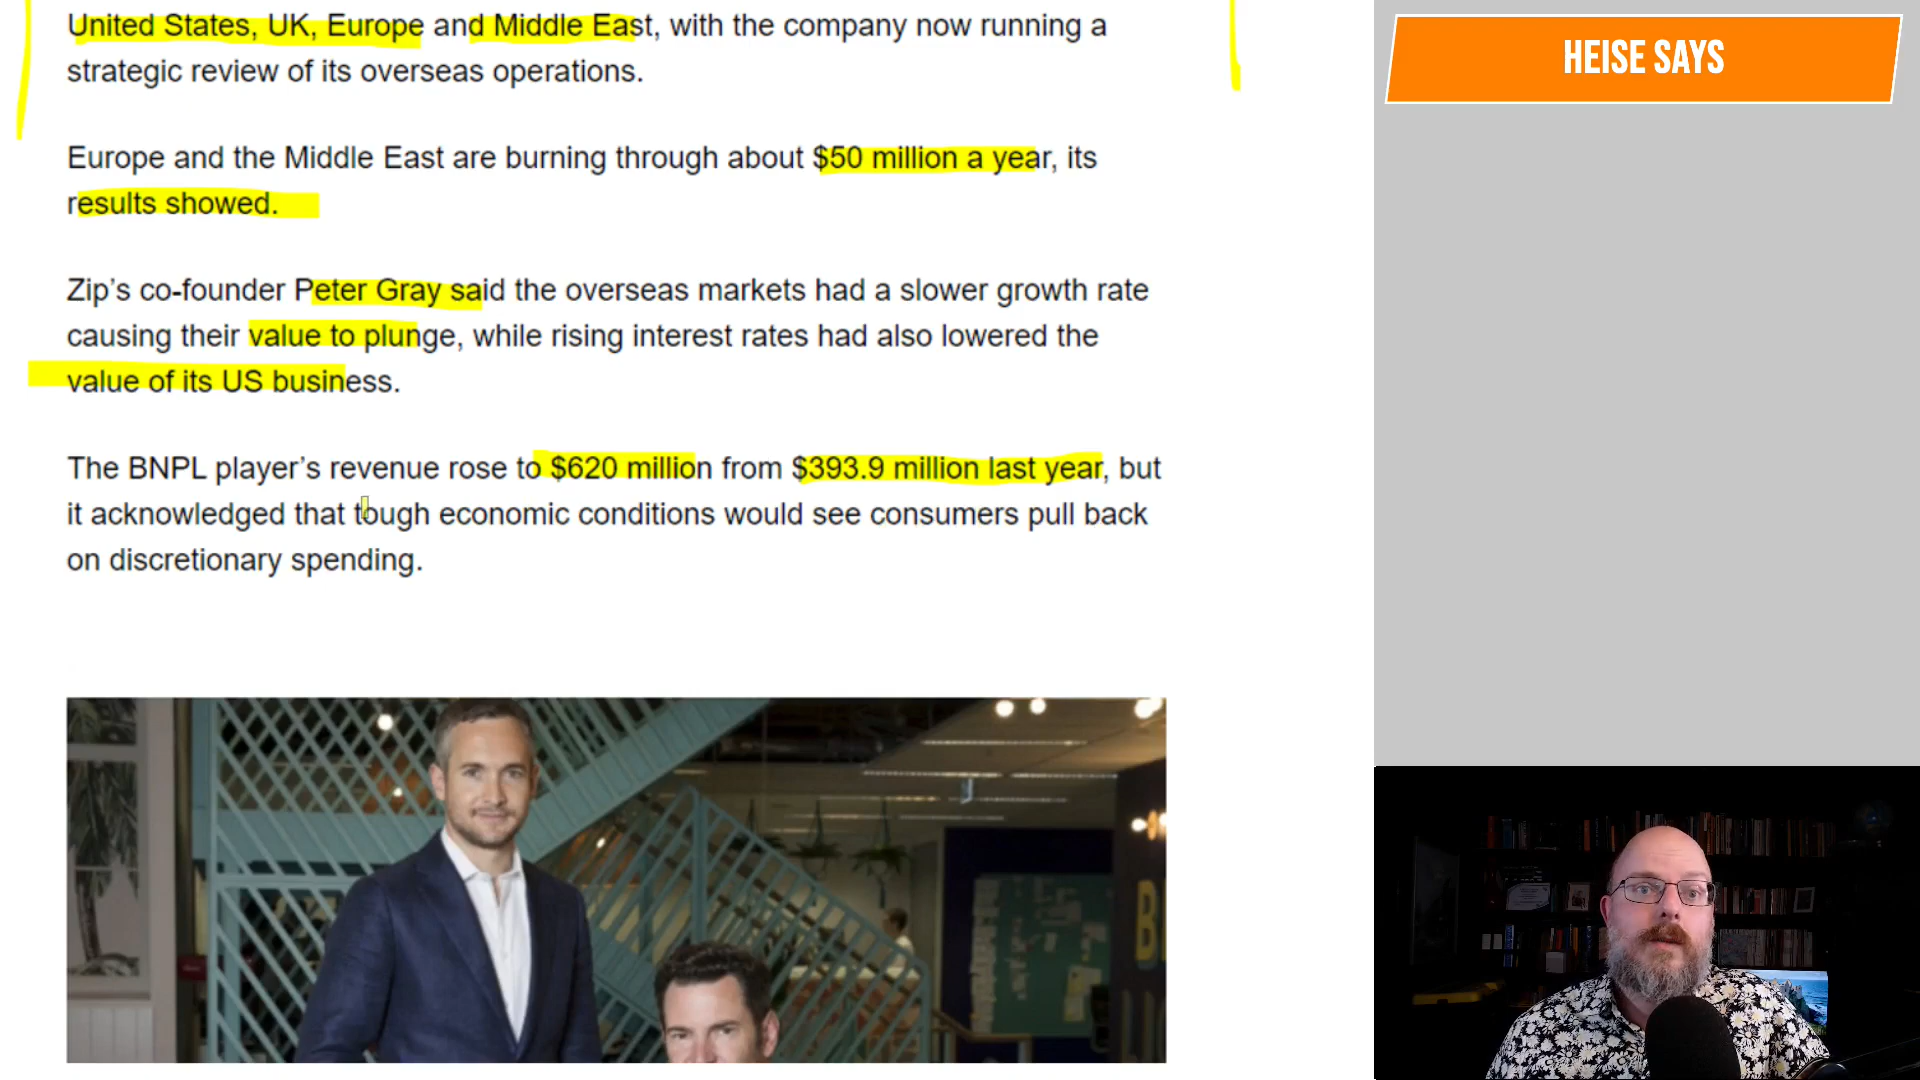 United States, UK, Europe and Middle East, with the company now running a
strategic review of its overseas operations.
Europe and the Middle East are burning through about $50 million a year, its
results showed.
Zip’s co-founder Peter Gray said the overseas markets had a slower growth rate
causing their value to plunge, while rising interest rates had also lowered the
value of its US business.
The BNPL player’s revenue rose to $620 million from $393.9 million last year, but
it acknowledged that tough economic conditions would see consumers pull back
on discretionary spending.
HEISE SAYS